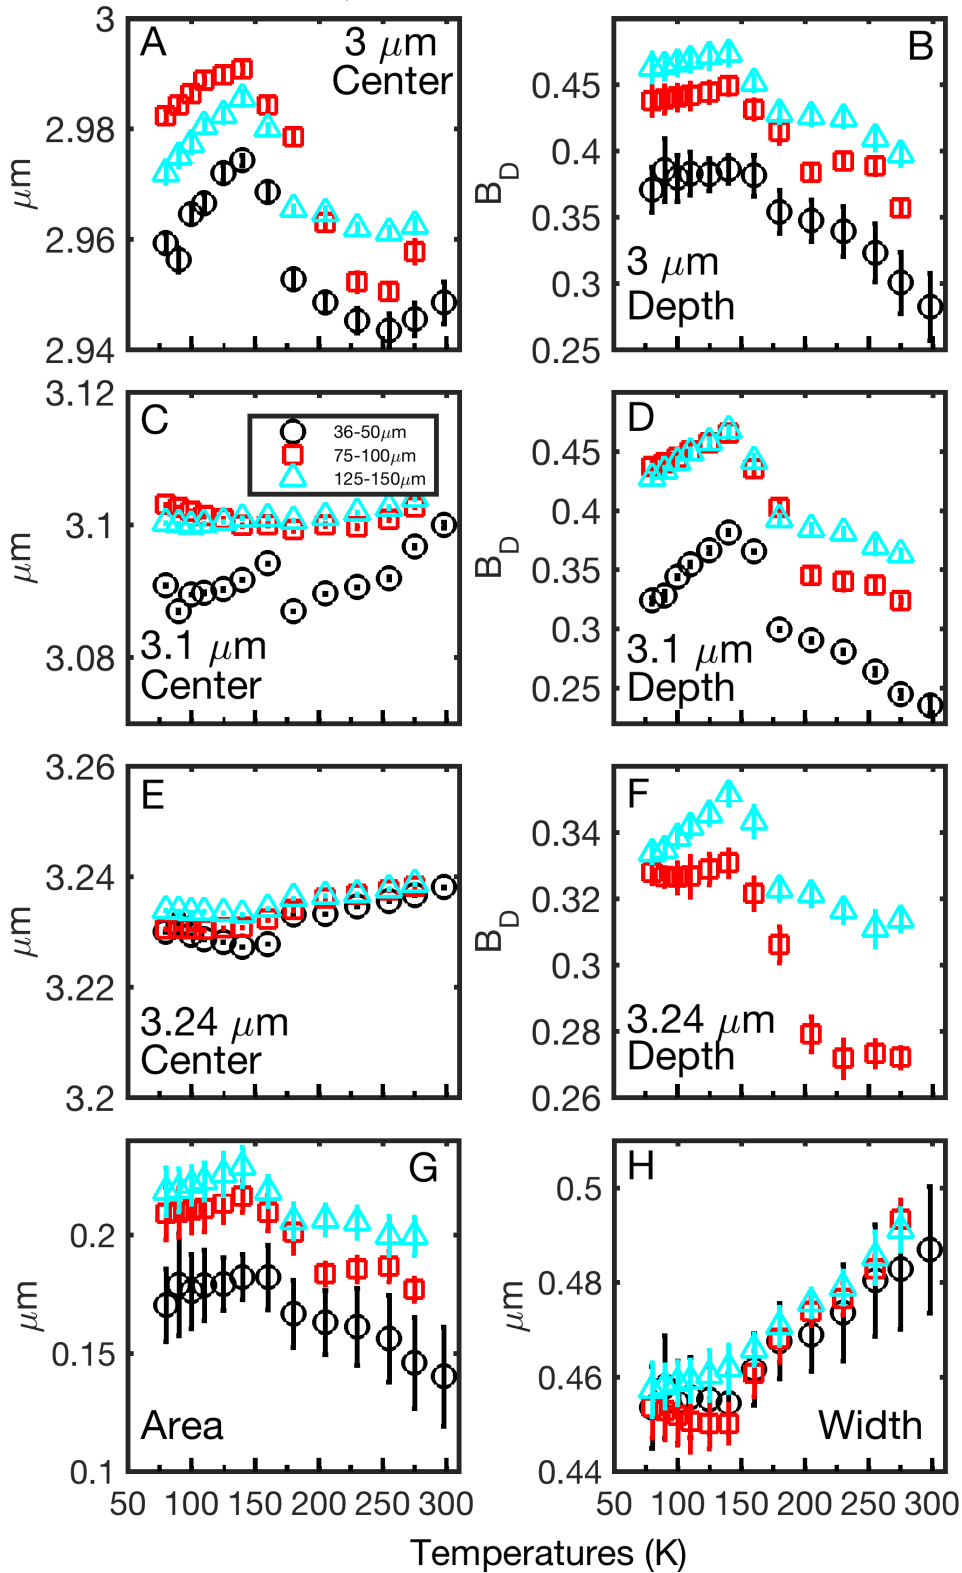 3
A
3 μm
Center
2.98
2.96
2.94
μm
B
0.45
0.4
0.35
0.3
0.25
B_D
3 μm
Depth
3.12
C
36-50μm
75-100μm
125-150μm
3.1
3.08
μm
3.1 μm
Center
D
0.45
0.4
0.35
0.3
0.25
B_D
3.1 μm
Depth
3.26
E
3.24
3.22
3.2
μm
3.24 μm
Center
F
0.34
0.32
0.3
0.28
0.26
B_D
3.24 μm
Depth
G
0.2
0.15
0.1
μm
Area
H
0.5
0.48
0.46
0.44
μm
Width
50 100 150 200 250 300
50 100 150 200 250 300
Temperatures (K)